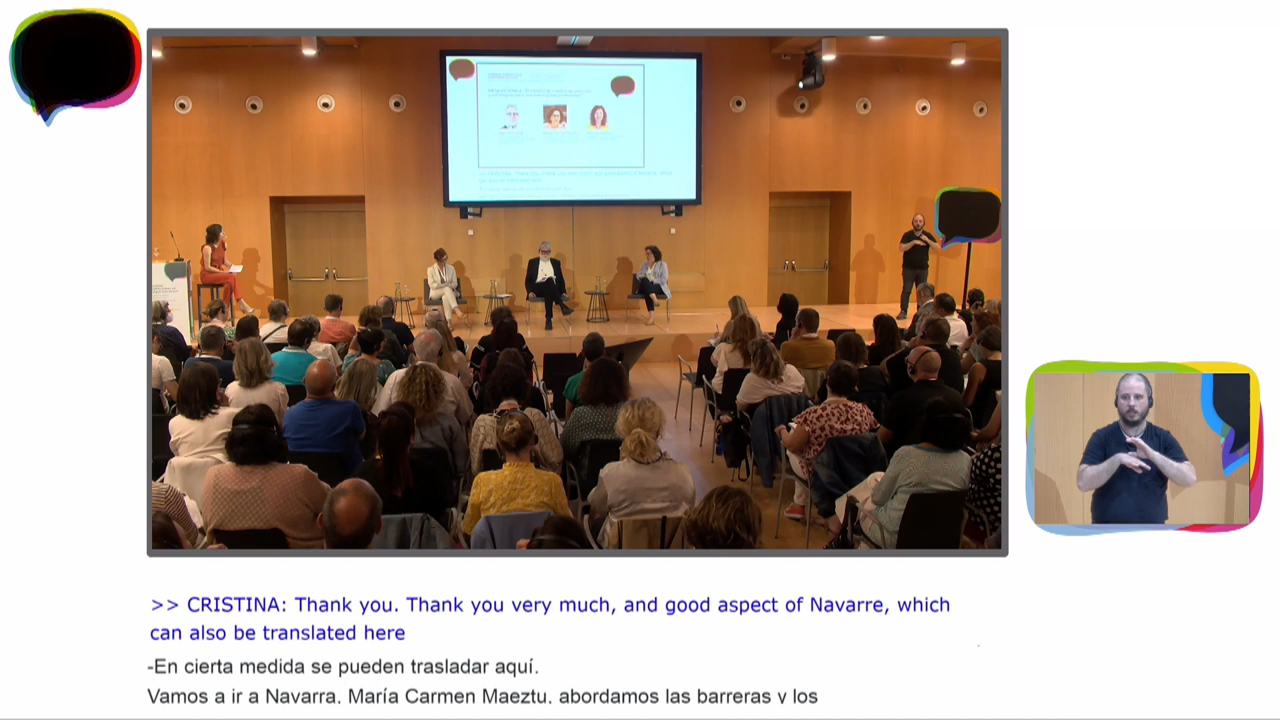 >> CRISTINA: Thank you. Thank you very much, and good aspect of Navarre, which
can also be translated here
-En cierta medida se pueden trasladar aquí.
Vamos a ir a Navarra. María Carmen Maeztu. abordamos las barreras y los